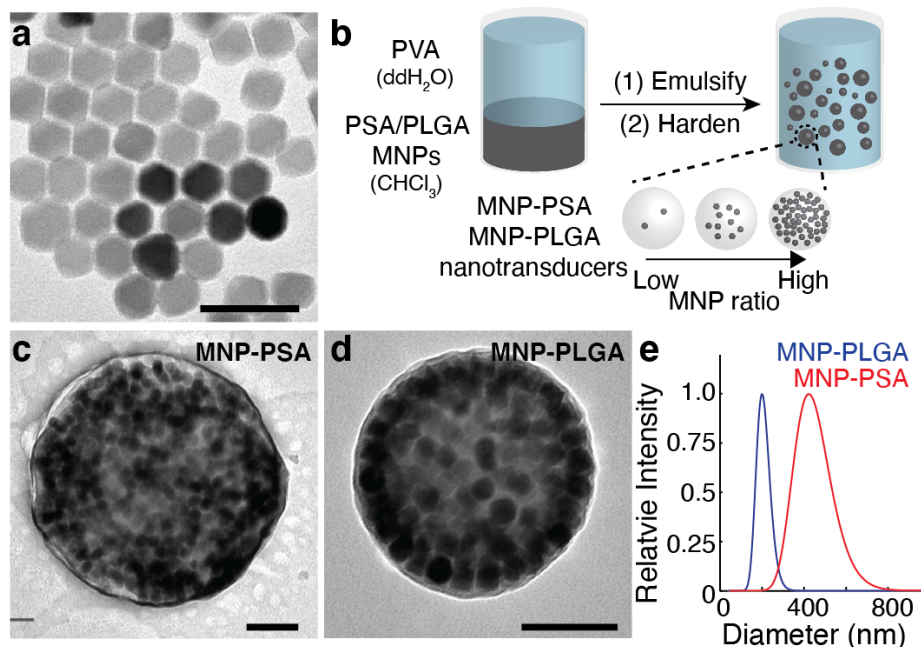 a
b
PVA
(ddH₂O)
PSA/PLGA
MNPs
(CHCl₃)
(1) Emulsify
(2) Harden
MNP-PSA
MNP-PLGA
nanotransducers
Low
High
MNP ratio
c
MNP-PSA
d
MNP-PLGA
e
MNP-PLGA
MNP-PSA
Relatvie Intensity
1.0
0.75
0.5
0.25
0
0
400
800
Diameter (nm)